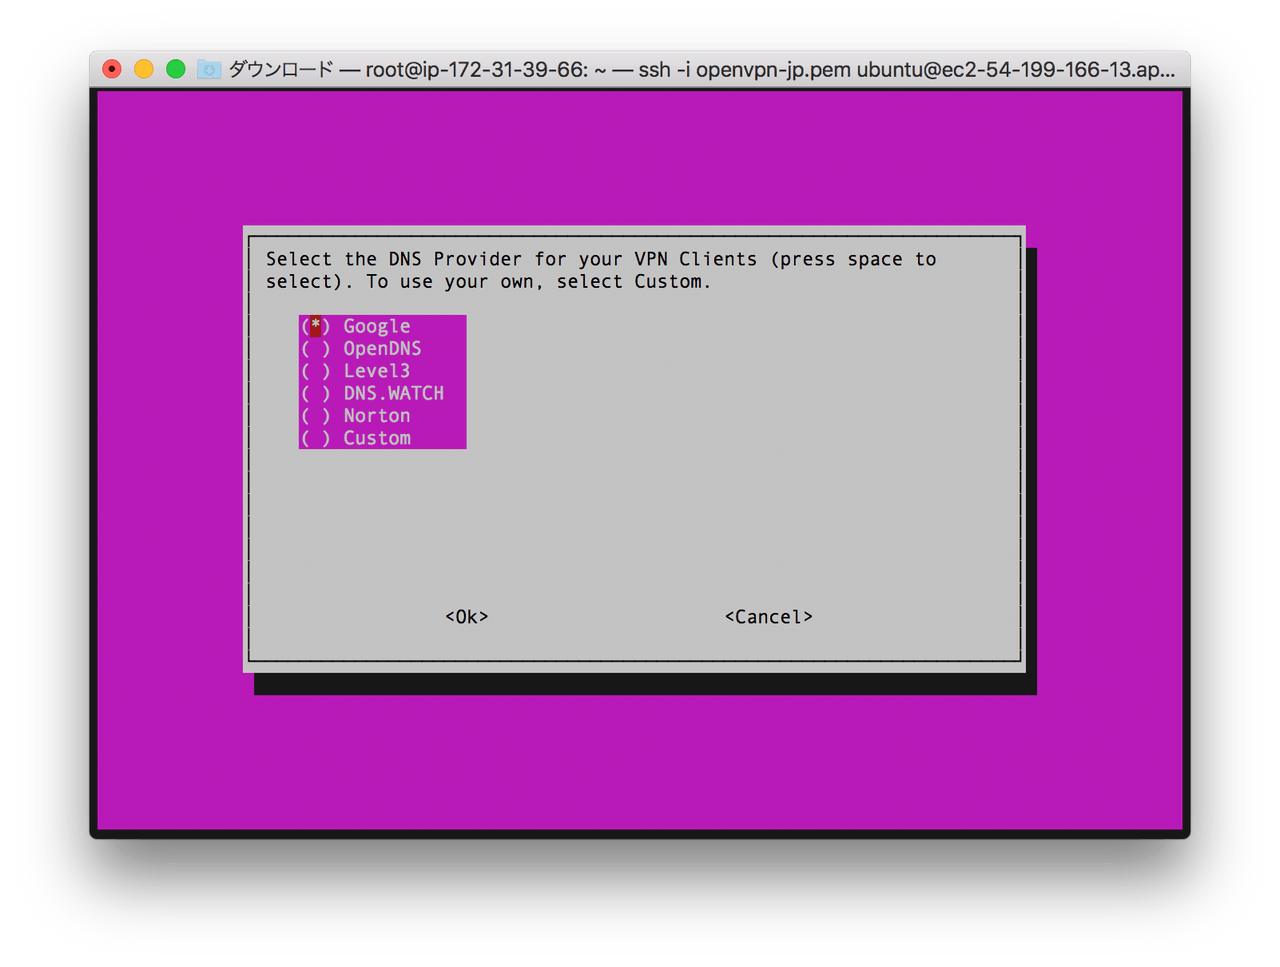 ダウンロード — root@ip-172-31-39-66: ~ — ssh -i openvpn-jp.pem ubuntu@ec2-54-199-166-13.ap...
Select the DNS Provider for your VPN Clients (press space to
select). To use your own, select Custom.
(*) Google
( ) OpenDNS
( ) Level3
( ) DNS.WATCH
( ) Norton
( ) Custom
<Ok> <Cancel>